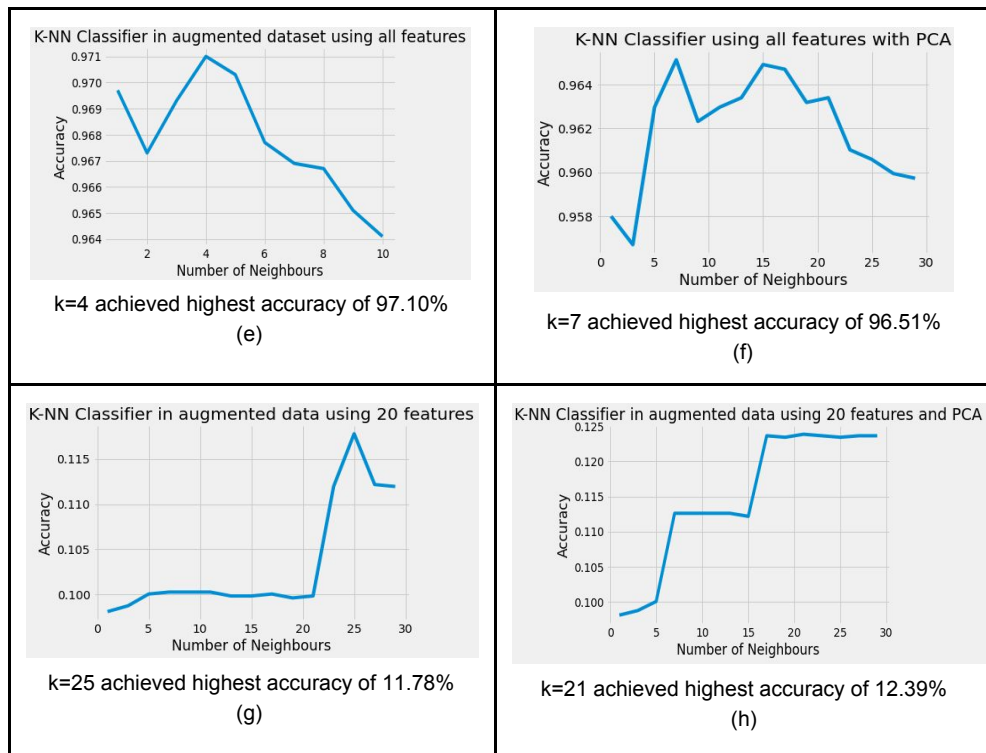 K-NN Classifier in augmented dataset using all features
0.971
0.970
0.969
0.968
0.967
0.966
0.965
0.964
Accuracy
2 4 6 8 10
Number of Neighbours
k=4 achieved highest accuracy of 97.10%
(e)
K-NN Classifier using all features with PCA
0.964
0.962
0.960
0.958
Accuracy
0 5 10 15 20 25 30
Number of Neighbours
k=7 achieved highest accuracy of 96.51%
(f)
K-NN Classifier in augmented data using 20 features
0.115
0.110
0.105
0.100
Accuracy
0 5 10 15 20 25 30
Number of Neighbours
k=25 achieved highest accuracy of 11.78%
(g)
K-NN Classifier in augmented data using 20 features and PCA
0.125
0.120
0.115
0.110
0.105
0.100
Accuracy
0 5 10 15 20 25 30
Number of Neighbours
k=21 achieved highest accuracy of 12.39%
(h)